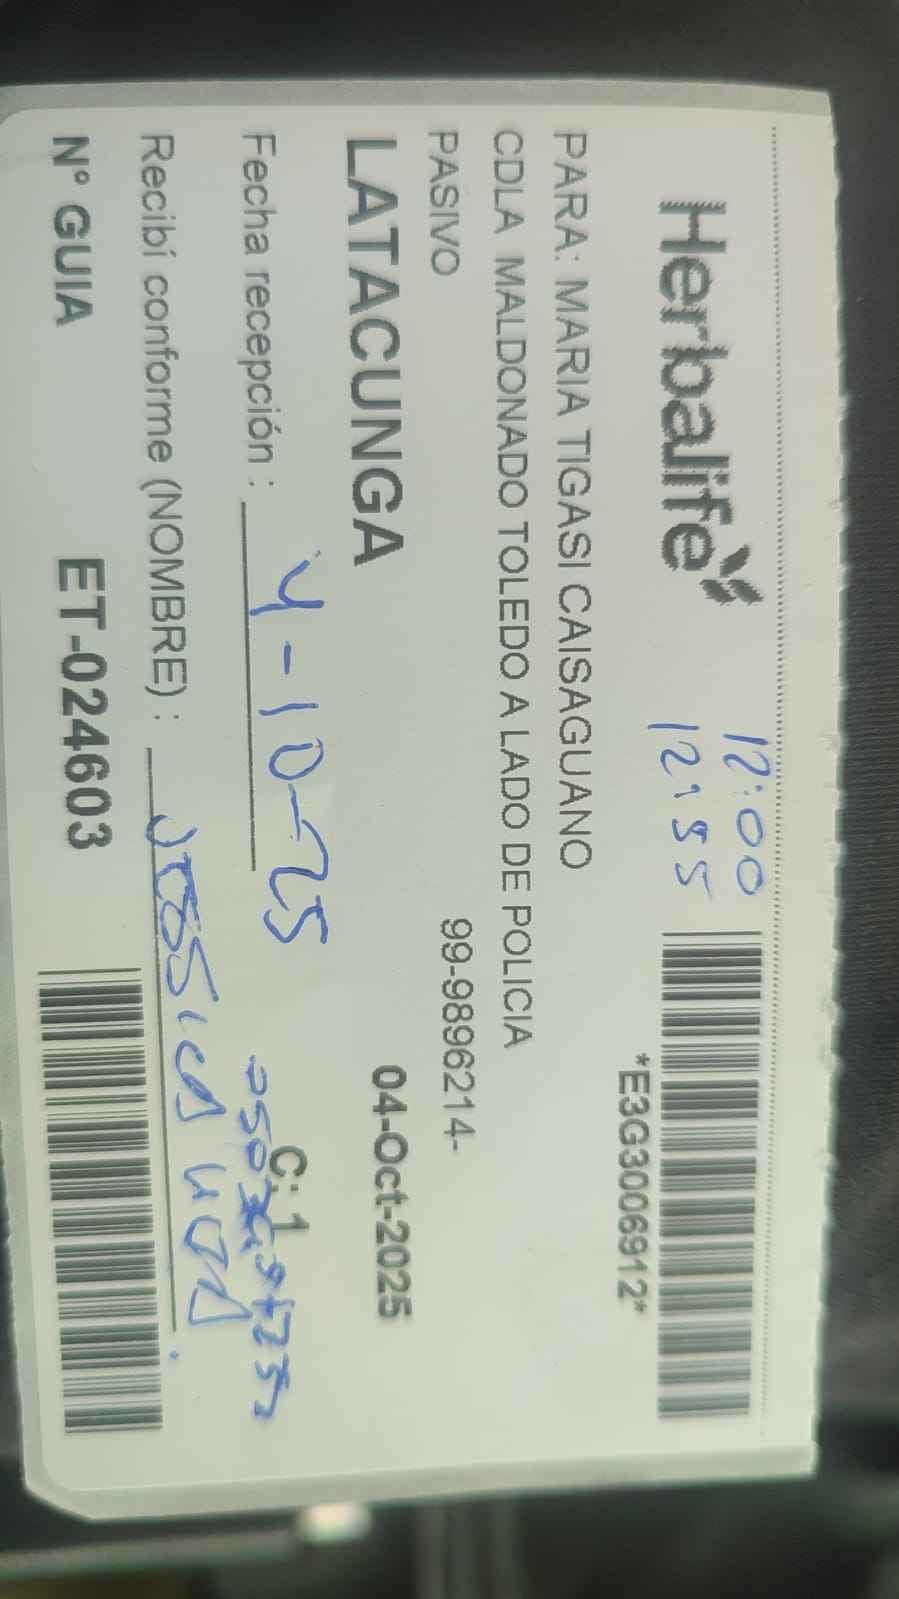 Herbalife
12:00
12:55
*E3G3006912*
PARA: MARIA TIGASI CAISAGUANO
CDLA MALDONADO TOLEDO A LADO DE POLICIA
PASIVO
99-9896214-
LATACUNGA
04-Oct-2025
Fecha recepción : 4-10-25
C: 1
Recibí conforme (NOMBRE) : Jessica
N° GUIA ET-024603